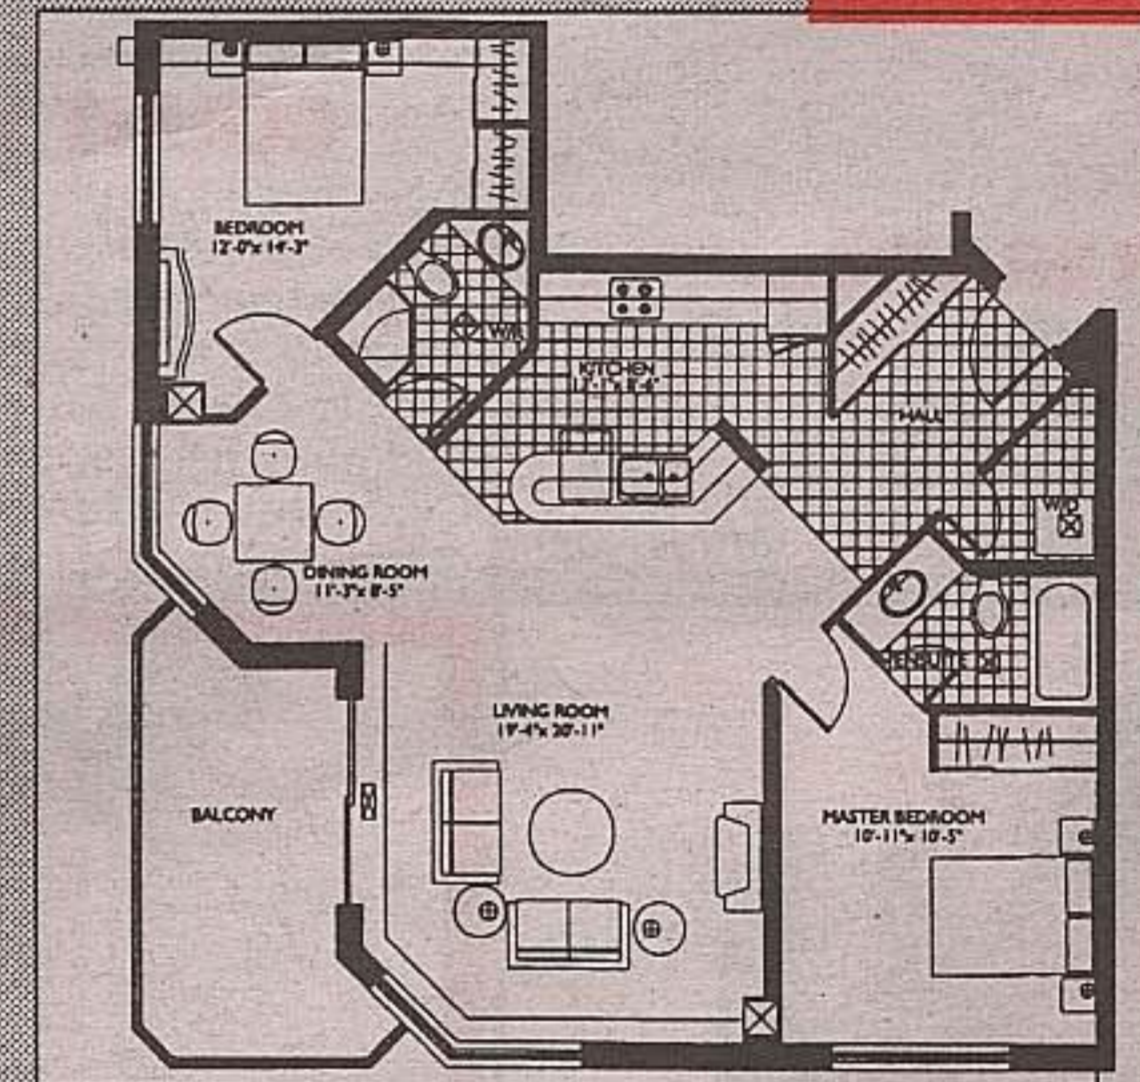 BEDROOM
12'-0"x 14'-3"
KITCHEN
HALL
W/D
DINING ROOM
11'-3"x 8'-5"
ENSUITE
LIVING ROOM
19'-4"x 20'-11"
BALCONY
MASTER BEDROOM
10'-11"x 10'-5"